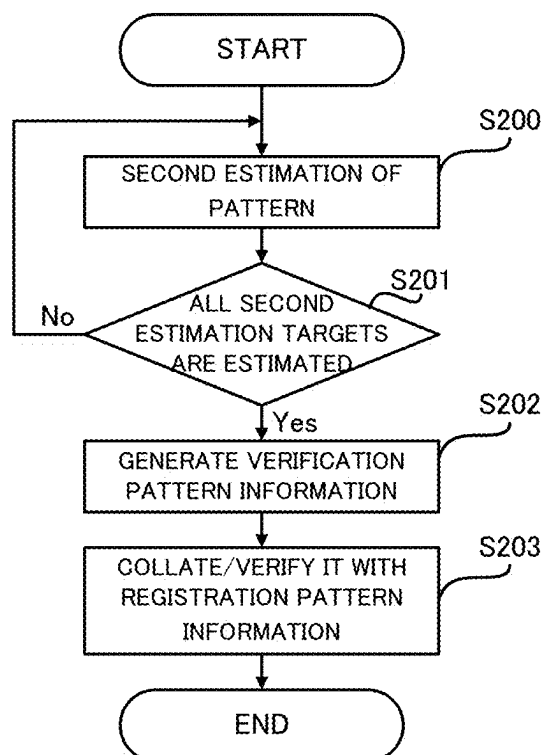 START
S200
SECOND ESTIMATION OF
PATTERN
S201
ALL SECOND
ESTIMATION TARGETS
ARE ESTIMATED
No
Yes
S202
GENERATE VERIFICATION
PATTERN INFORMATION
S203
COLLATE/VERIFY IT WITH
REGISTRATION PATTERN
INFORMATION
END